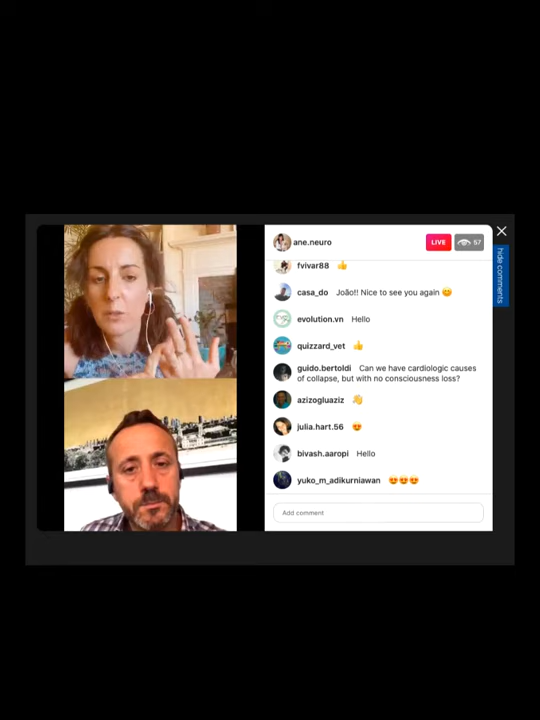 ane.neuro LIVE 57
hide comments
fvivar88
casa_do João!! Nice to see you again
evolution.vn Hello
quizzard_vet
guido.bertoldi Can we have cardiologic causes
of collapse, but with no consciousness loss?
azizogluaziz
julia.hart.56
bivash.aaropi Hello
yuko_m_adikurniawan
Add comment